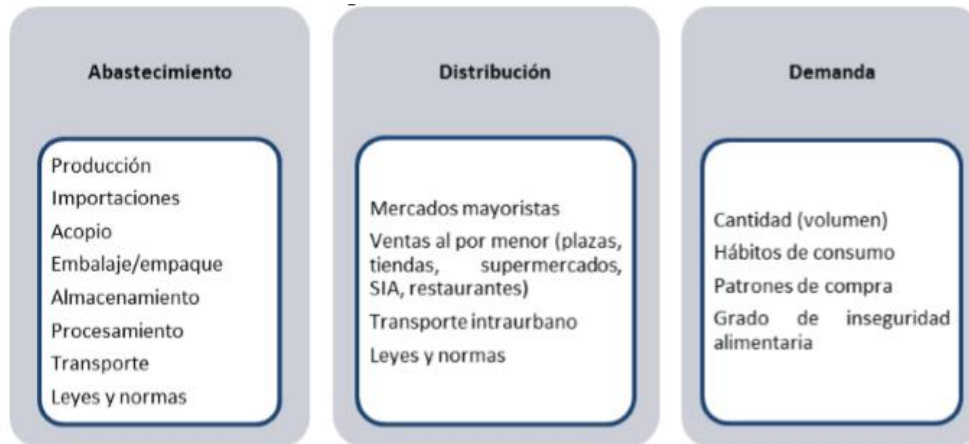 Abastecimiento
Producción
Importaciones
Acopio
Embalaje/empaque
Almacenamiento
Procesamiento
Transporte
Leyes y normas
Distribución
Mercados mayoristas
Ventas al por menor (plazas,
tiendas, supermercados,
SIA, restaurantes)
Transporte intraurbano
Leyes y normas
Demanda
Cantidad (volumen)
Hábitos de consumo
Patrones de compra
Grado de inseguridad
alimentaria